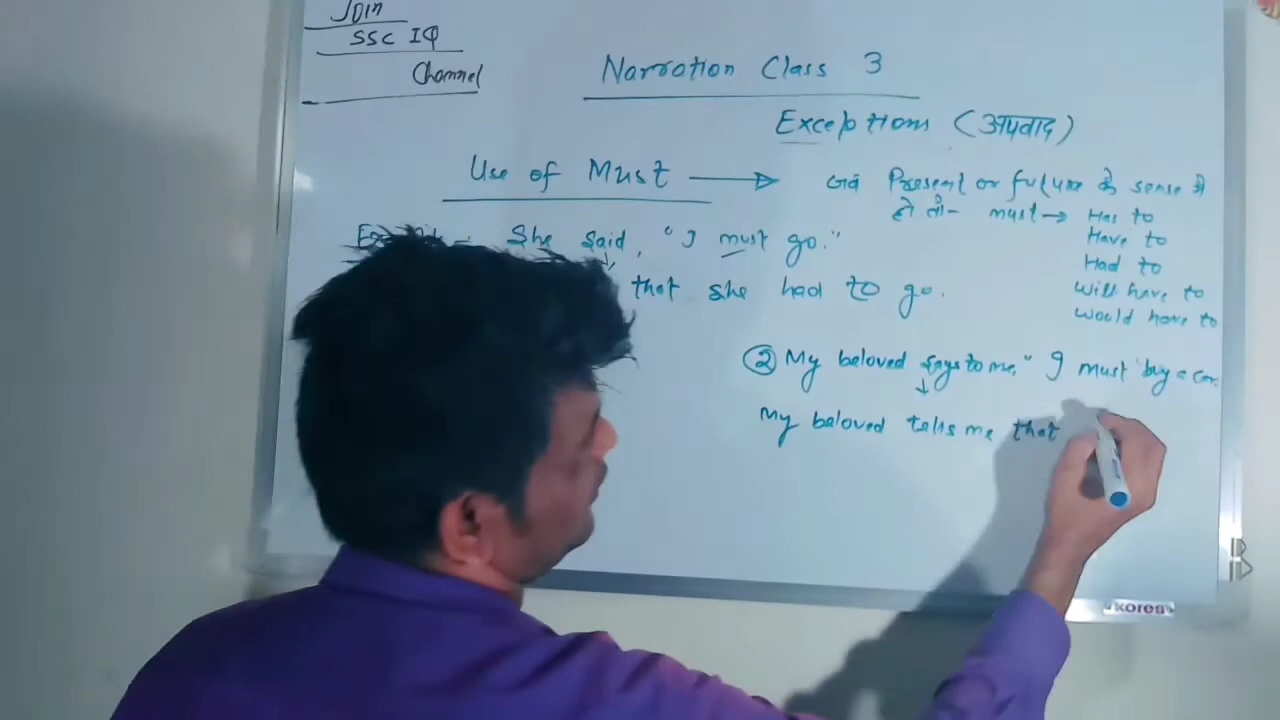 Join
SSC IQ
Channel
Narration Class 3
Exceptions (अपवाद)
Use of Must → जब Present or future के sense में
हो तो - must → Has to
Have to
Had to
Will have to
Would have to
She said, "I must go."
that she had to go.
② My beloved says to me, " I must buy a car.
My beloved tells me that
kores